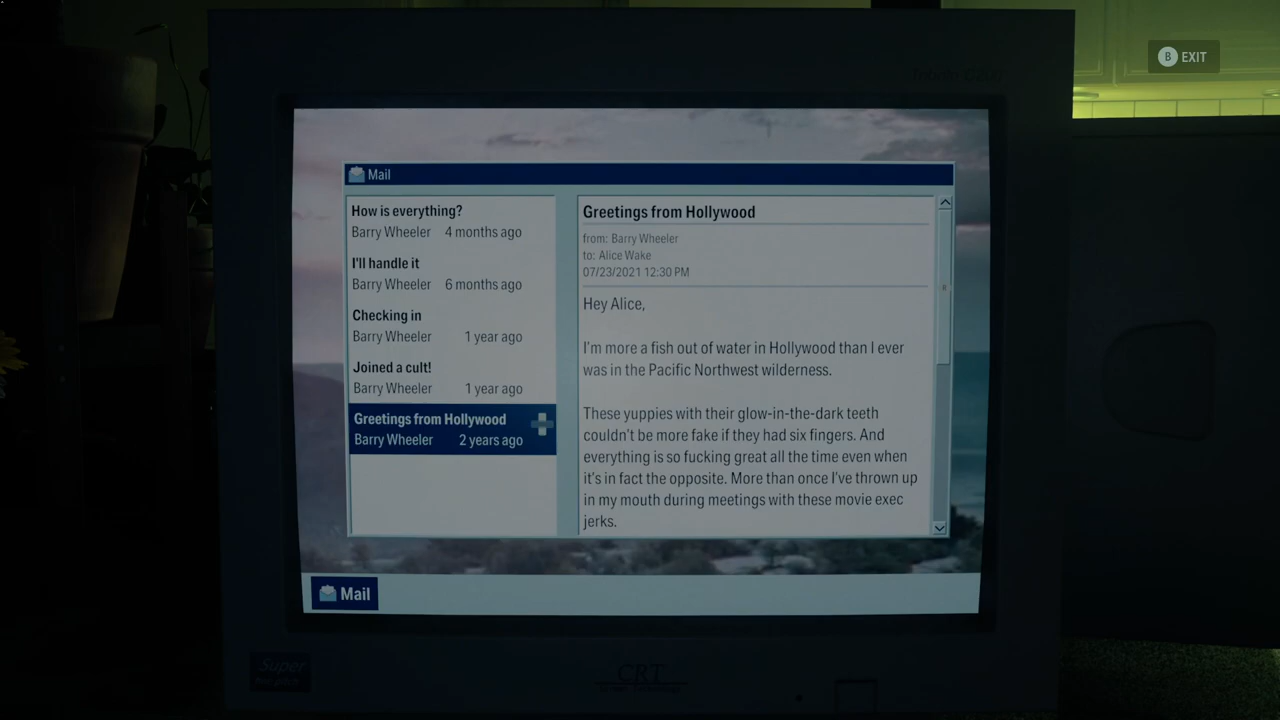 B EXIT
Mail
How is everything?
Barry Wheeler 4 months ago
I'll handle it
Barry Wheeler 6 months ago
Checking in
Barry Wheeler 1 year ago
Joined a cult!
Barry Wheeler 1 year ago
Greetings from Hollywood
Barry Wheeler 2 years ago
Greetings from Hollywood
from: Barry Wheeler
to: Alice Wake
07/23/2021 12:30 PM
Hey Alice,
I'm more a fish out of water in Hollywood than I ever
was in the Pacific Northwest wilderness.
These yuppies with their glow-in-the-dark teeth
couldn't be more fake if they had six fingers. And
everything is so fucking great all the time even when
it's in fact the opposite. More than once I've thrown up
in my mouth during meetings with these movie exec
jerks.
Mail
Super
CRT